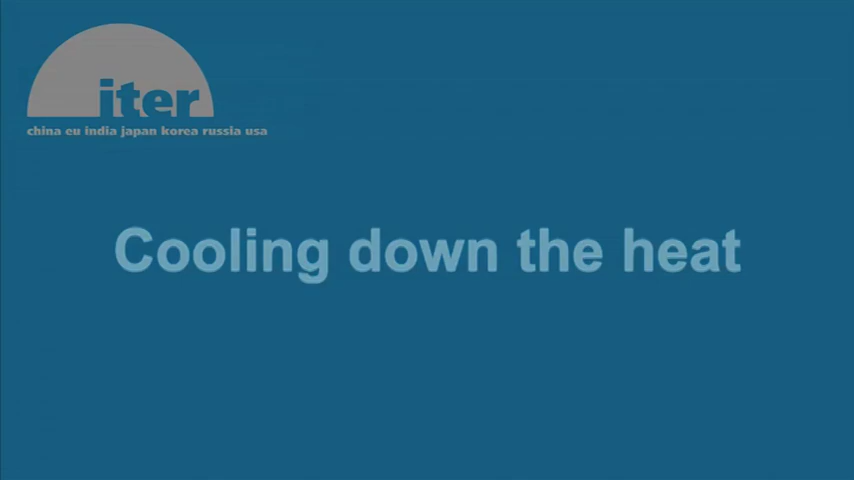 iter
china eu india japan korea russia usa
Cooling down the heat